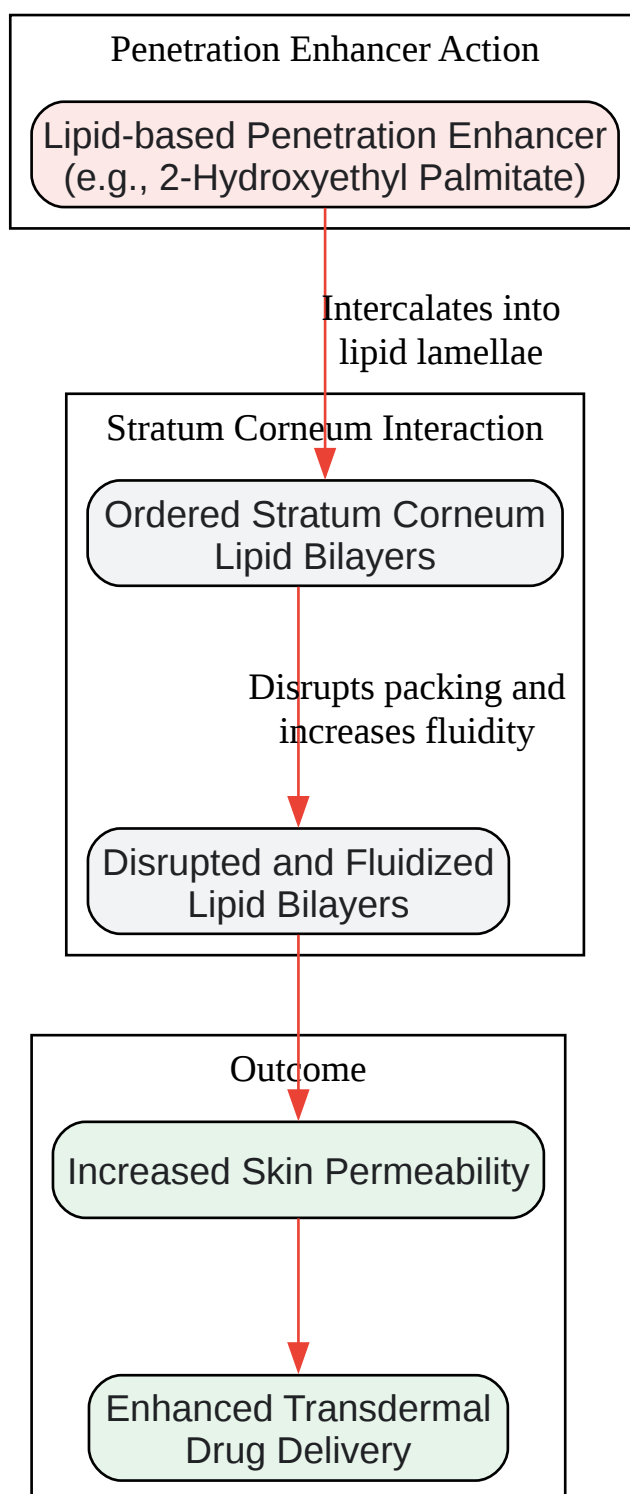 Penetration Enhancer Action
Lipid-based Penetration Enhancer
(e.g., 2-Hydroxyethyl Palmitate)
Intercalates into
lipid lamellae
Stratum Corneum Interaction
Ordered Stratum Corneum
Lipid Bilayers
Disrupts packing and
increases fluidity
Disrupted and Fluidized
Lipid Bilayers
Outcome
Increased Skin Permeability
Enhanced Transdermal
Drug Delivery